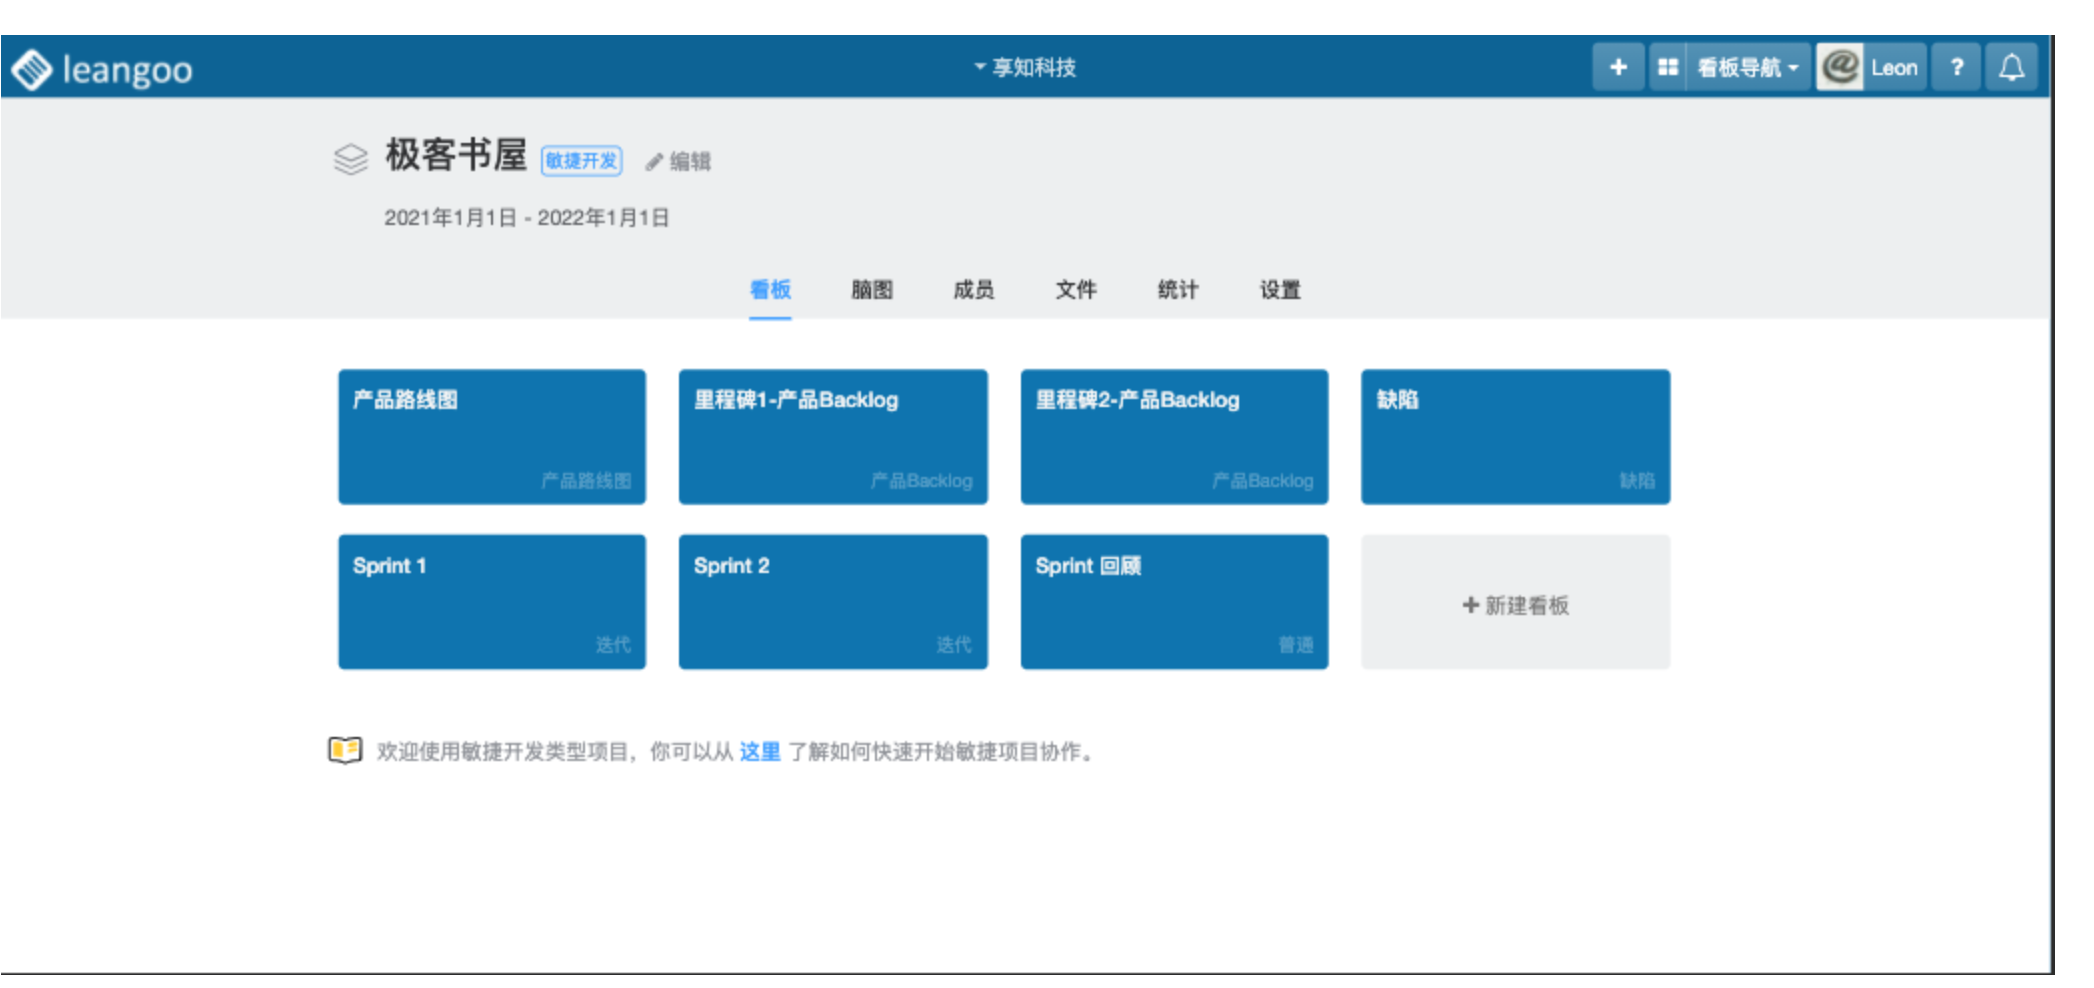 leangoo
享知科技
+ 看板导航 Leon ?
极客书屋 敏捷开发 编辑
2021年1月1日 - 2022年1月1日
看板 脑图 成员 文件 统计 设置
产品路线图
产品路线图
里程碑1-产品Backlog
产品Backlog
里程碑2-产品Backlog
产品Backlog
缺陷
缺陷
Sprint 1
迭代
Sprint 2
迭代
Sprint 回顾
普通
+ 新建看板
欢迎使用敏捷开发类型项目，你可以从 这里 了解如何快速开始敏捷项目协作。